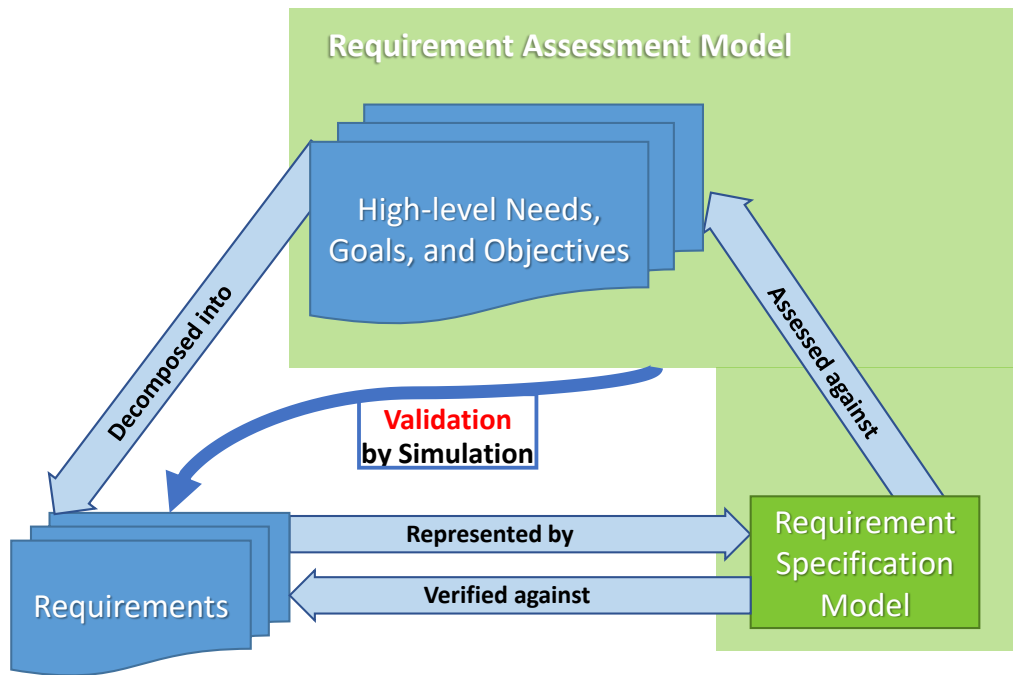 Requirement Assessment Model
High-level Needs,
Goals, and Objectives
Decomposed into
Assessed against
Validation
by Simulation
Represented by
Verified against
Requirements
Requirement
Specification
Model